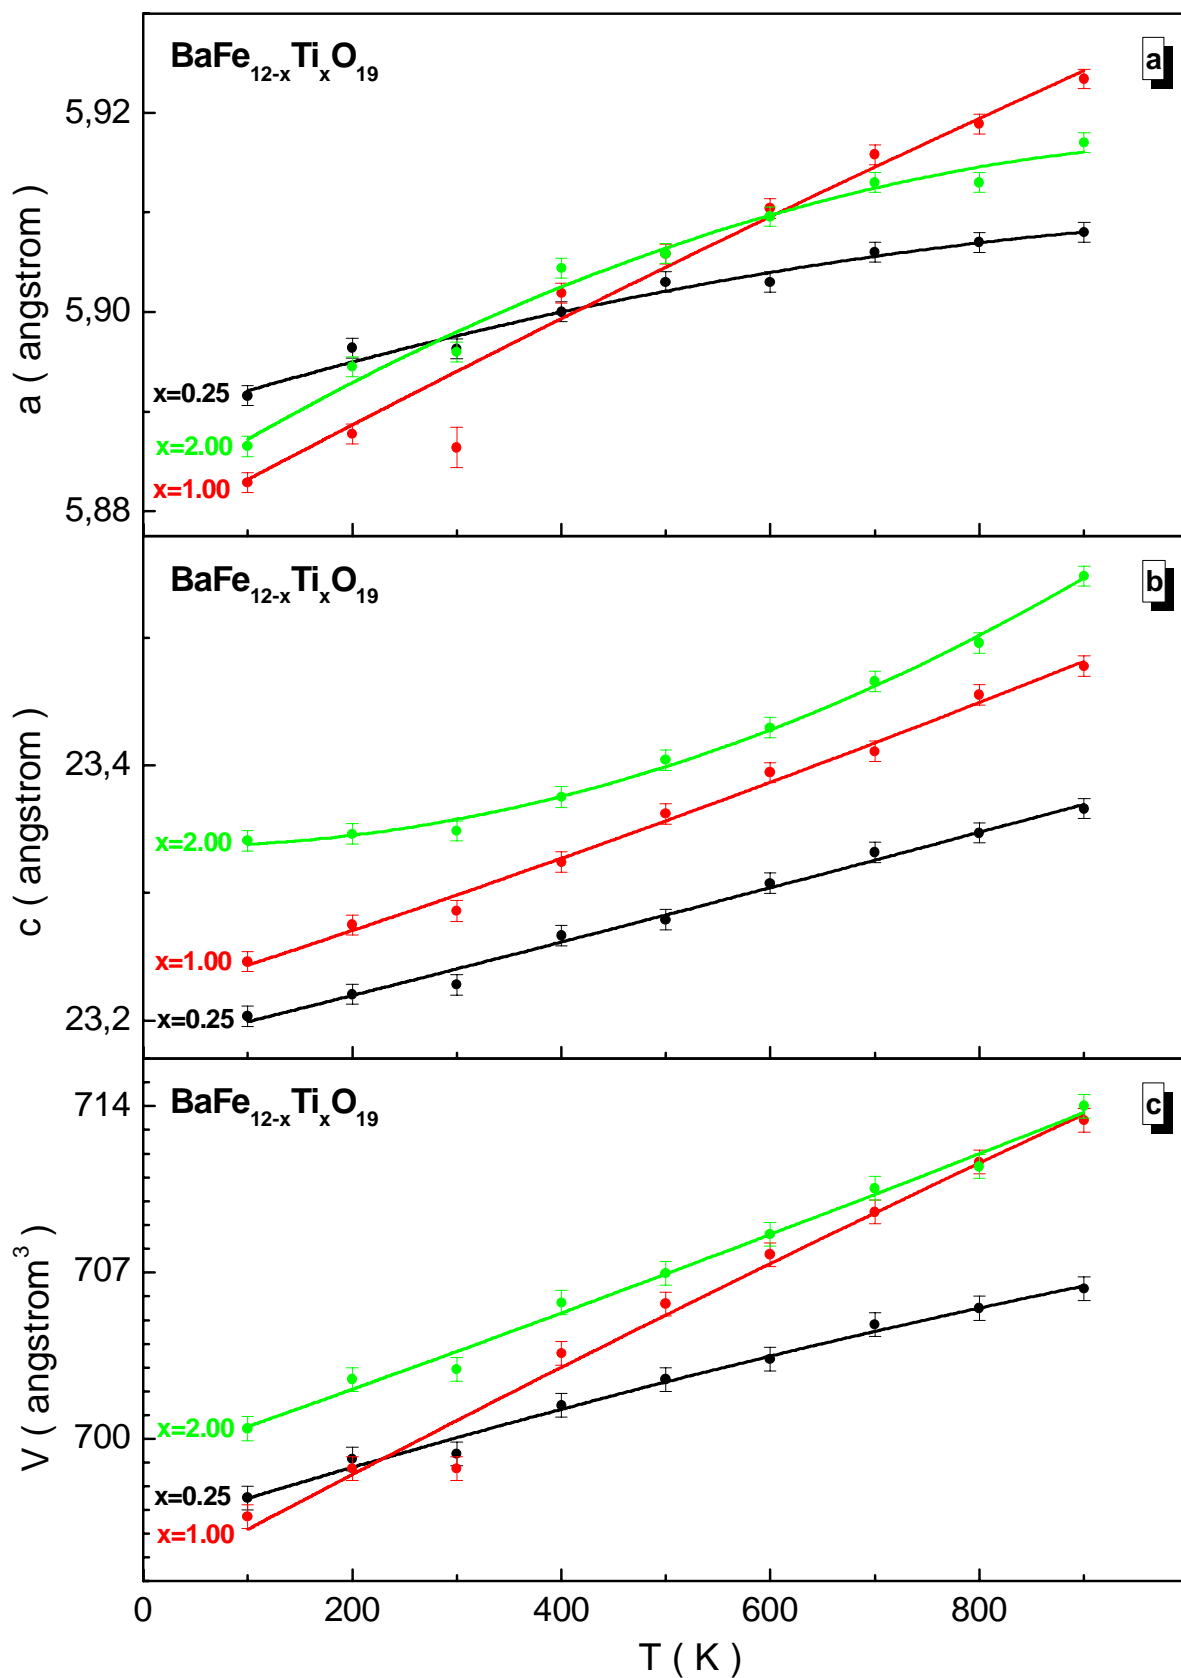 BaFe12-xTixO19
a
5,92
5,90
5,88
a ( angstrom )
x=0.25
x=2.00
x=1.00
BaFe12-xTixO19
b
23,4
23,2
c ( angstrom )
x=2.00
x=1.00
x=0.25
BaFe12-xTixO19
c
714
707
700
V ( angstrom3 )
x=2.00
x=0.25
x=1.00
0 200 400 600 800
T ( K )